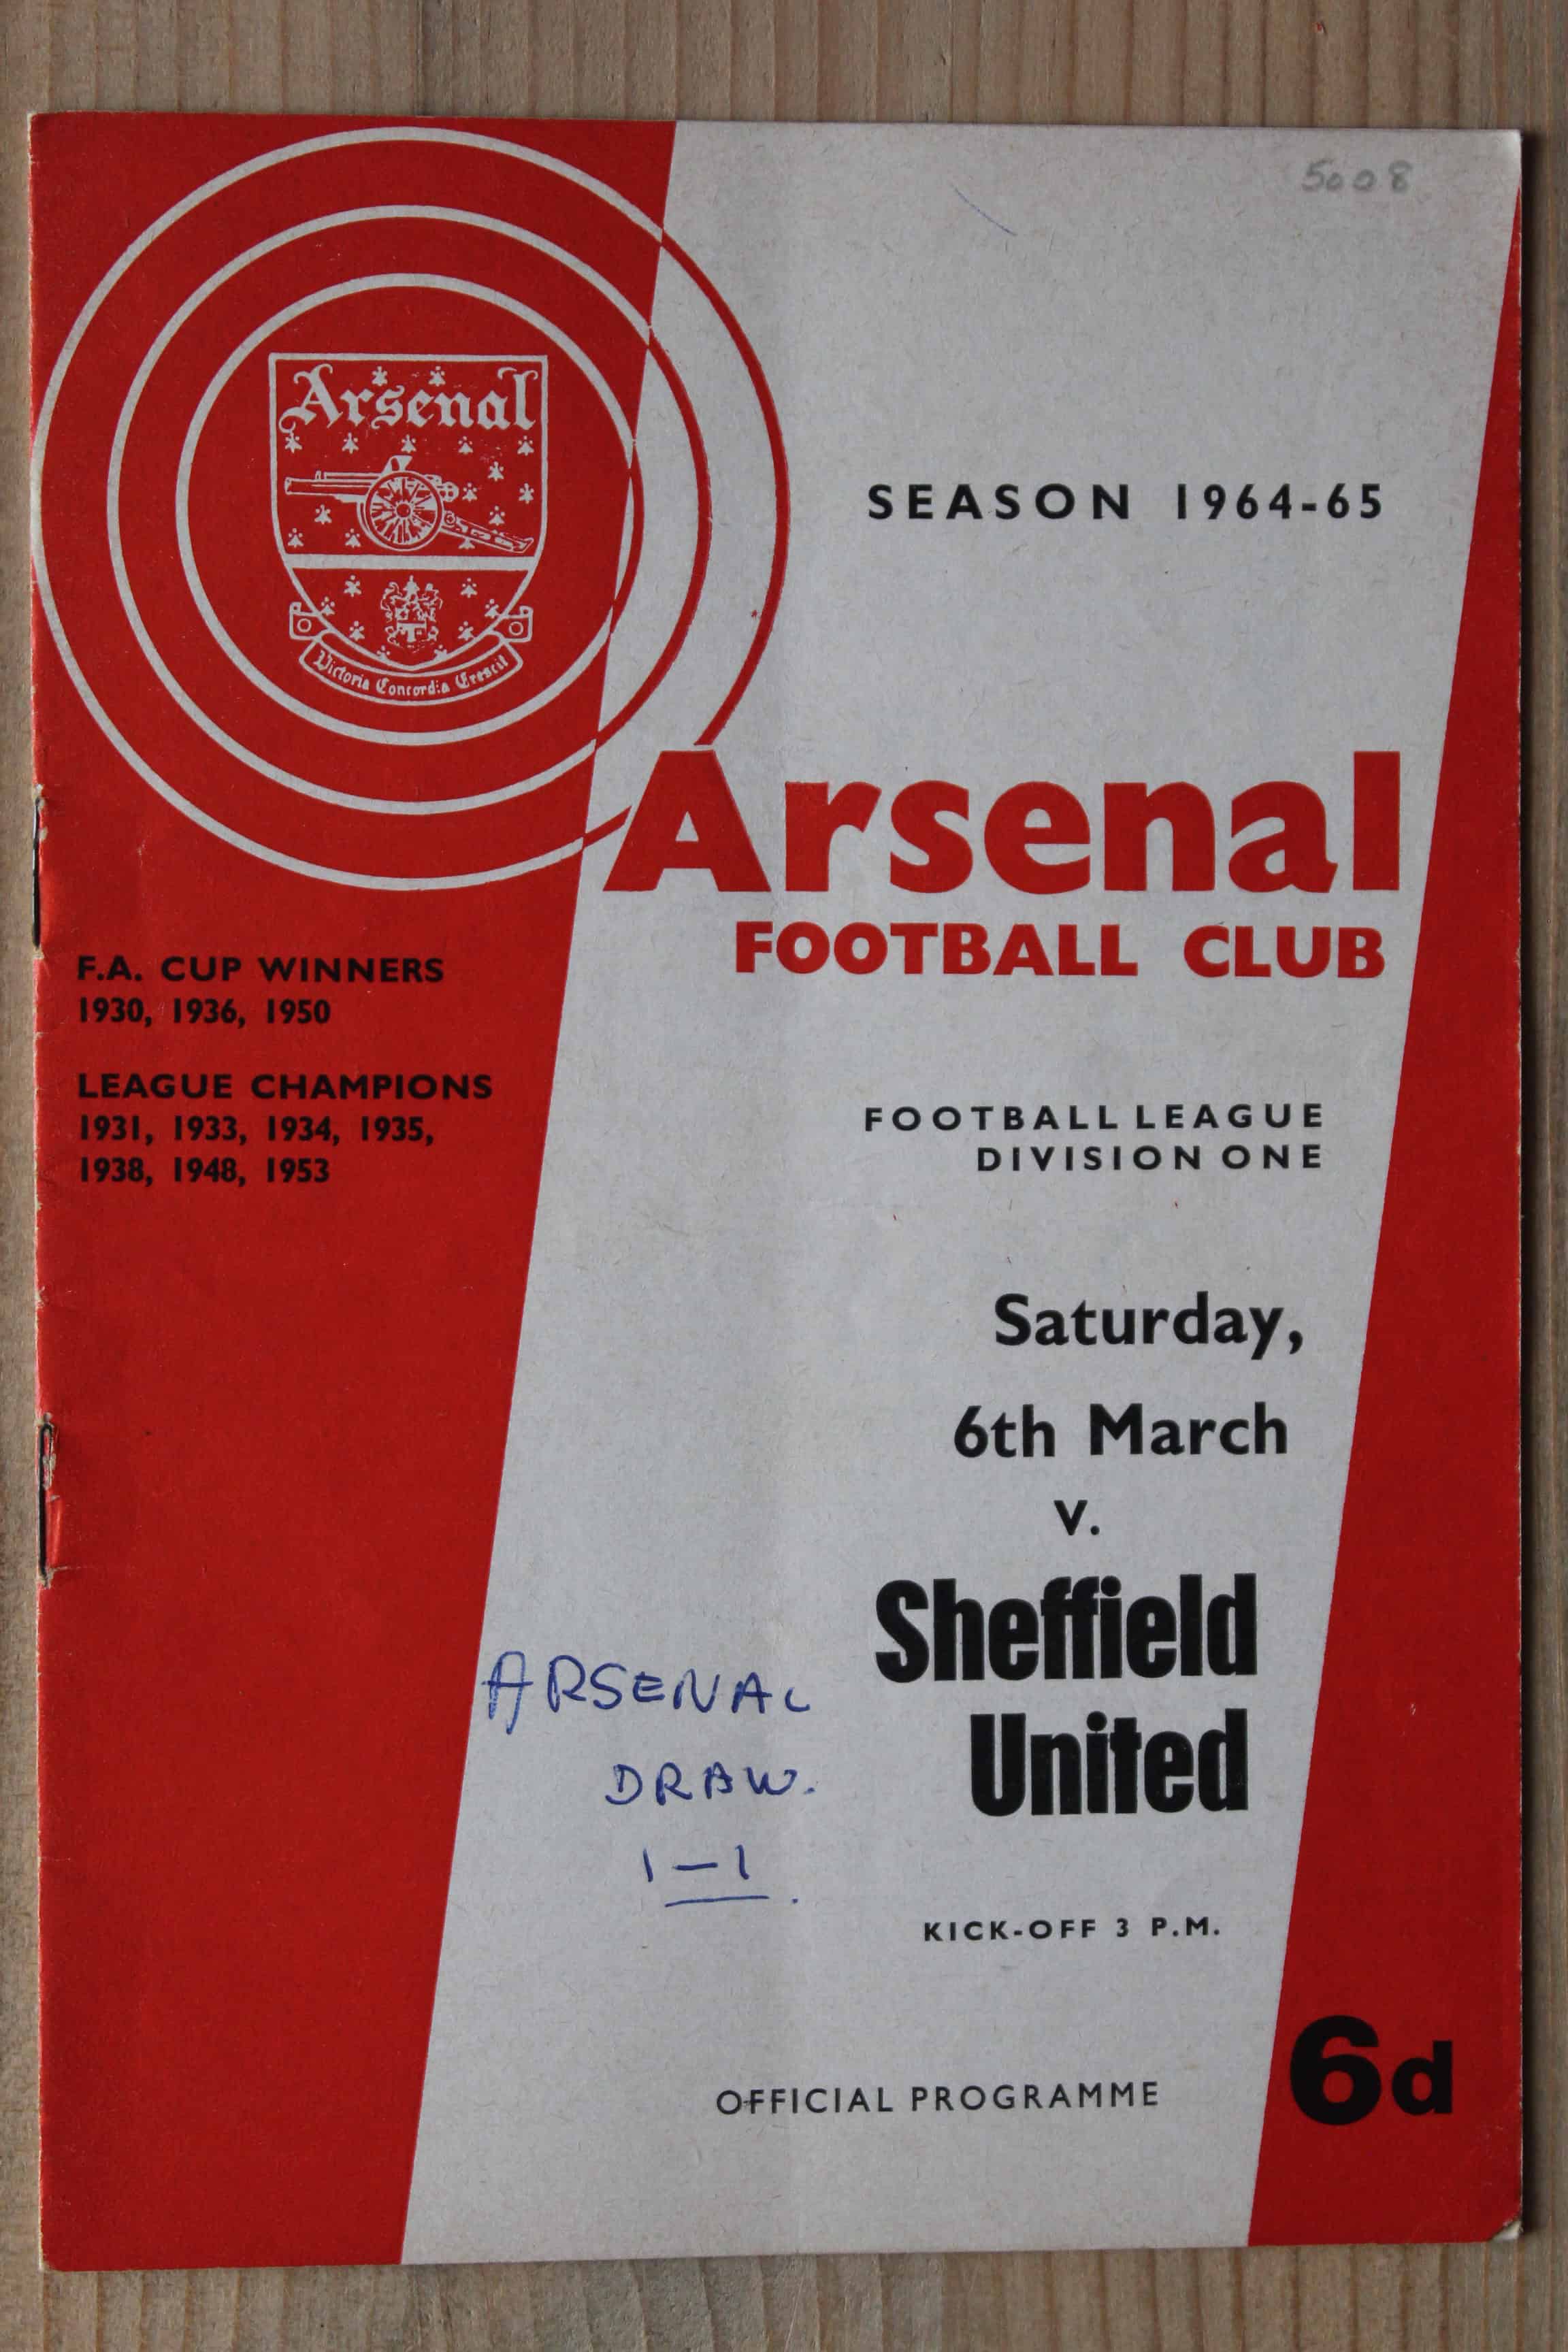 5008
Arsenal
Victoria Concordia Crescit
SEASON 1964-65
Arsenal
FOOTBALL CLUB
F.A. CUP WINNERS
1930, 1936, 1950
LEAGUE CHAMPIONS
1931, 1933, 1934, 1935,
1938, 1948, 1953
FOOTBALL LEAGUE
DIVISION ONE
Saturday,
6th March
v.
Sheffield
United
ARSENAL
DRAW.
1-1.
KICK-OFF 3 P.M.
OFFICIAL PROGRAMME
6d